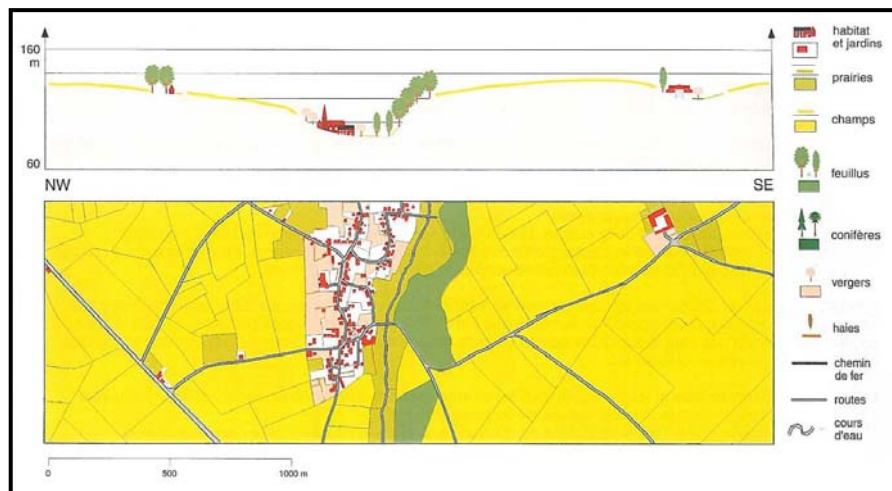 160
m
60
NW
SE
habitat
et jardins
prairies
champs
feuillus
conifères
vergers
haies
chemin
de fer
routes
cours
d'eau
0
500
1000 m